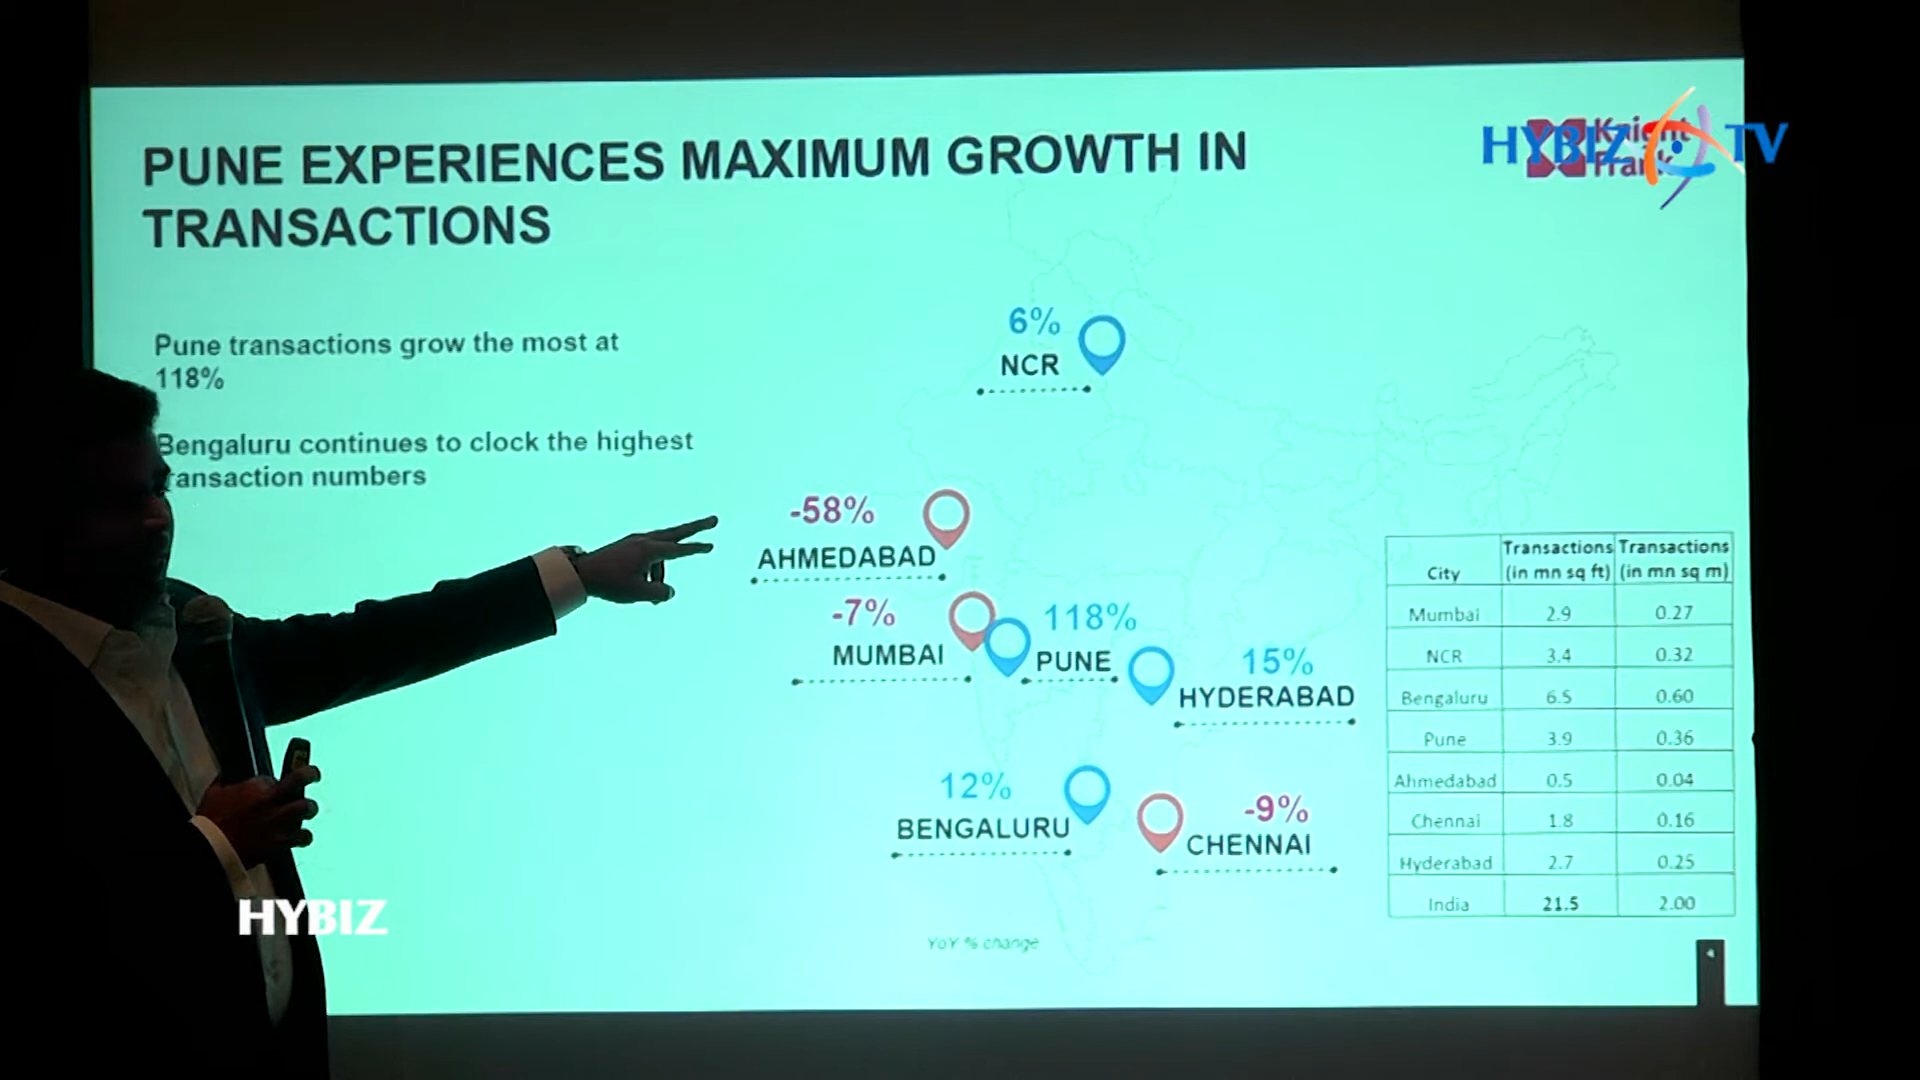 PUNE EXPERIENCES MAXIMUM GROWTH IN
TRANSACTIONS
HYBIZ TV
Knight
Frank
Pune transactions grow the most at
118%
Bengaluru continues to clock the highest
ransaction numbers
6%
NCR
-58%
AHMEDABAD
-7%
MUMBAI
118%
PUNE
15%
HYDERABAD
12%
BENGALURU
-9%
CHENNAI
YoY % change
City Transactions (in mn sq ft) Transactions (in mn sq m)
Mumbai 2.9 0.27
NCR 3.4 0.32
Bengaluru 6.5 0.60
Pune 3.9 0.36
Ahmedabad 0.5 0.04
Chennai 1.8 0.16
Hyderabad 2.7 0.25
India 21.5 2.00
HYBIZ